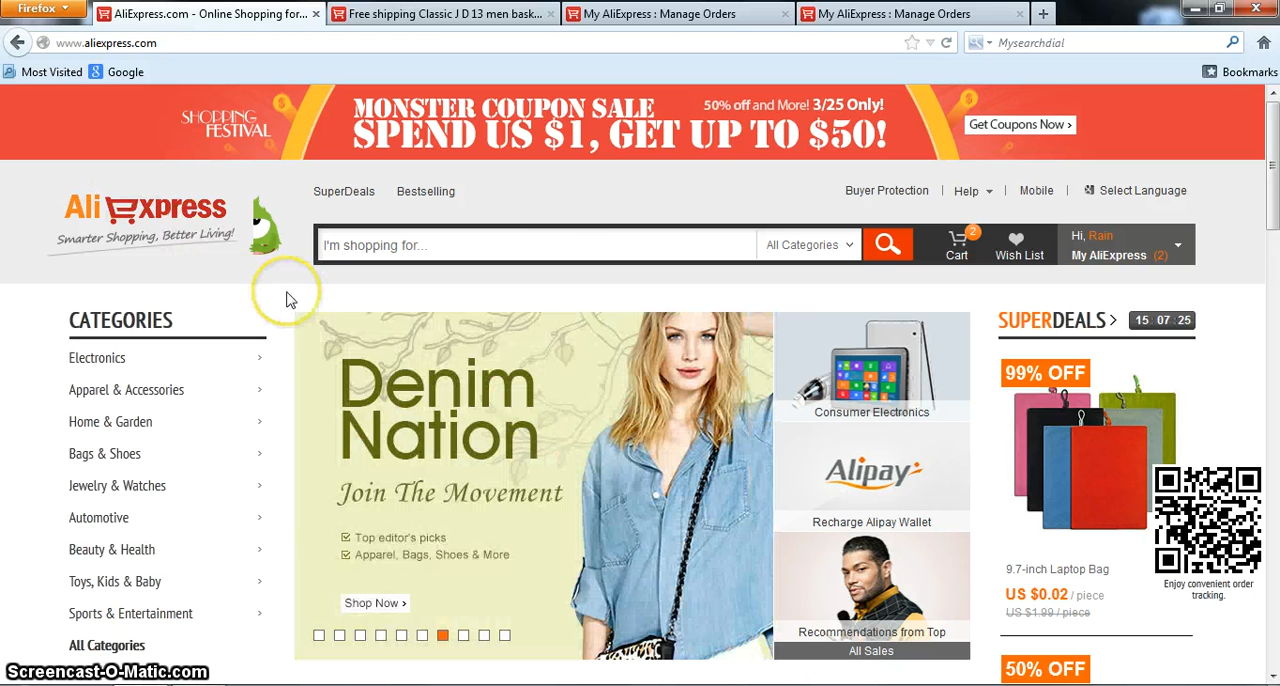 Firefox
AliExpress.com - Online Shopping for...
Free shipping Classic J D 13 men bask...
My AliExpress : Manage Orders
My AliExpress : Manage Orders
www.aliexpress.com
Mysearchdial
Most Visited
Google
Bookmarks
SHOPPING
FESTIVAL
MONSTER COUPON SALE
50% off and More! 3/25 Only!
SPEND US $1, GET UP TO $50!
Get Coupons Now ›
SuperDeals
Bestselling
Buyer Protection
Help
Mobile
Select Language
AliExpress
Smarter Shopping, Better Living!
I'm shopping for...
All Categories
2
Cart
Wish List
Hi, Rain
My AliExpress (2)
CATEGORIES
Electronics
Apparel & Accessories
Home & Garden
Bags & Shoes
Jewelry & Watches
Automotive
Beauty & Health
Toys, Kids & Baby
Sports & Entertainment
All Categories
Denim
Nation
Join The Movement
Top editor's picks
Apparel, Bags, Shoes & More
Shop Now ›
Consumer Electronics
Alipay
Recharge Alipay Wallet
Recommendations from Top
All Sales
SUPERDEALS
15 : 07 : 25
99% OFF
9.7-inch Laptop Bag
US $0.02 / piece
US $1.99 / piece
Enjoy convenient order
tracking.
50% OFF
Screencast-O-Matic.com